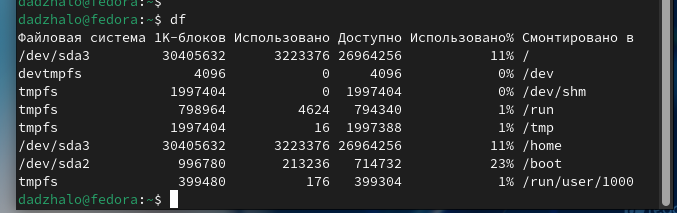 dadzhalo@fedora:~$
dadzhalo@fedora:~$ df
Файловая система 1K-блоков Использовано Доступно Использовано% Смонтировано в
/dev/sda3 30405632 3223376 26964256 11% /
devtmpfs 4096 0 4096 0% /dev
tmpfs 1997404 0 1997404 0% /dev/shm
tmpfs 798964 4624 794340 1% /run
tmpfs 1997404 16 1997388 1% /tmp
/dev/sda3 30405632 3223376 26964256 11% /home
/dev/sda2 996780 213236 714732 23% /boot
tmpfs 399480 176 399304 1% /run/user/1000
dadzhalo@fedora:~$